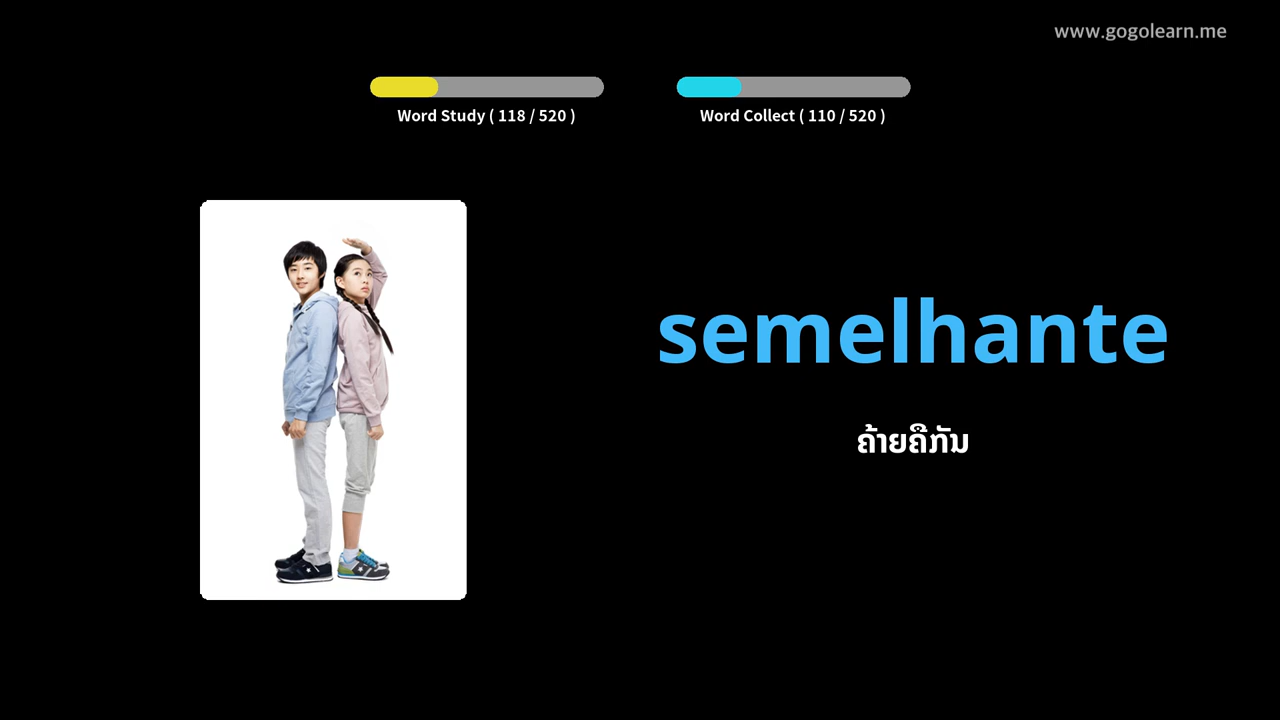 www.gogolearn.me
Word Study ( 118 / 520 )
Word Collect ( 110 / 520 )
semelhante
ຄ້າຍຄືກັນ